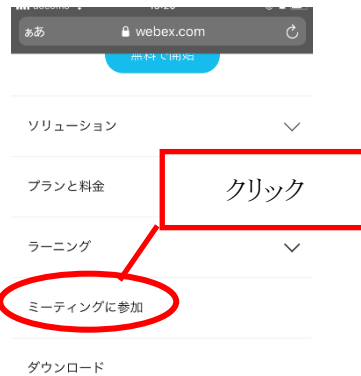 ぁあ webex.com
無料で開始
ソリューション
プランと料金
クリック
ラーニング
ミーティングに参加
ダウンロード